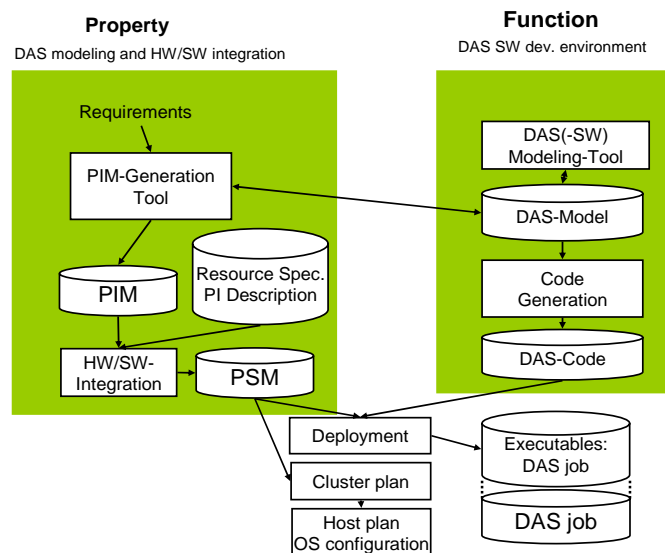 Property
DAS modeling and HW/SW integration
Function
DAS SW dev. environment
Requirements
PIM-Generation
Tool
DAS(-SW)
Modeling-Tool
DAS-Model
Resource Spec.
PI Description
PIM
Code
Generation
HW/SW-
Integration
PSM
DAS-Code
Deployment
Executables:
DAS job
Cluster plan
Host plan
OS configuration
DAS job